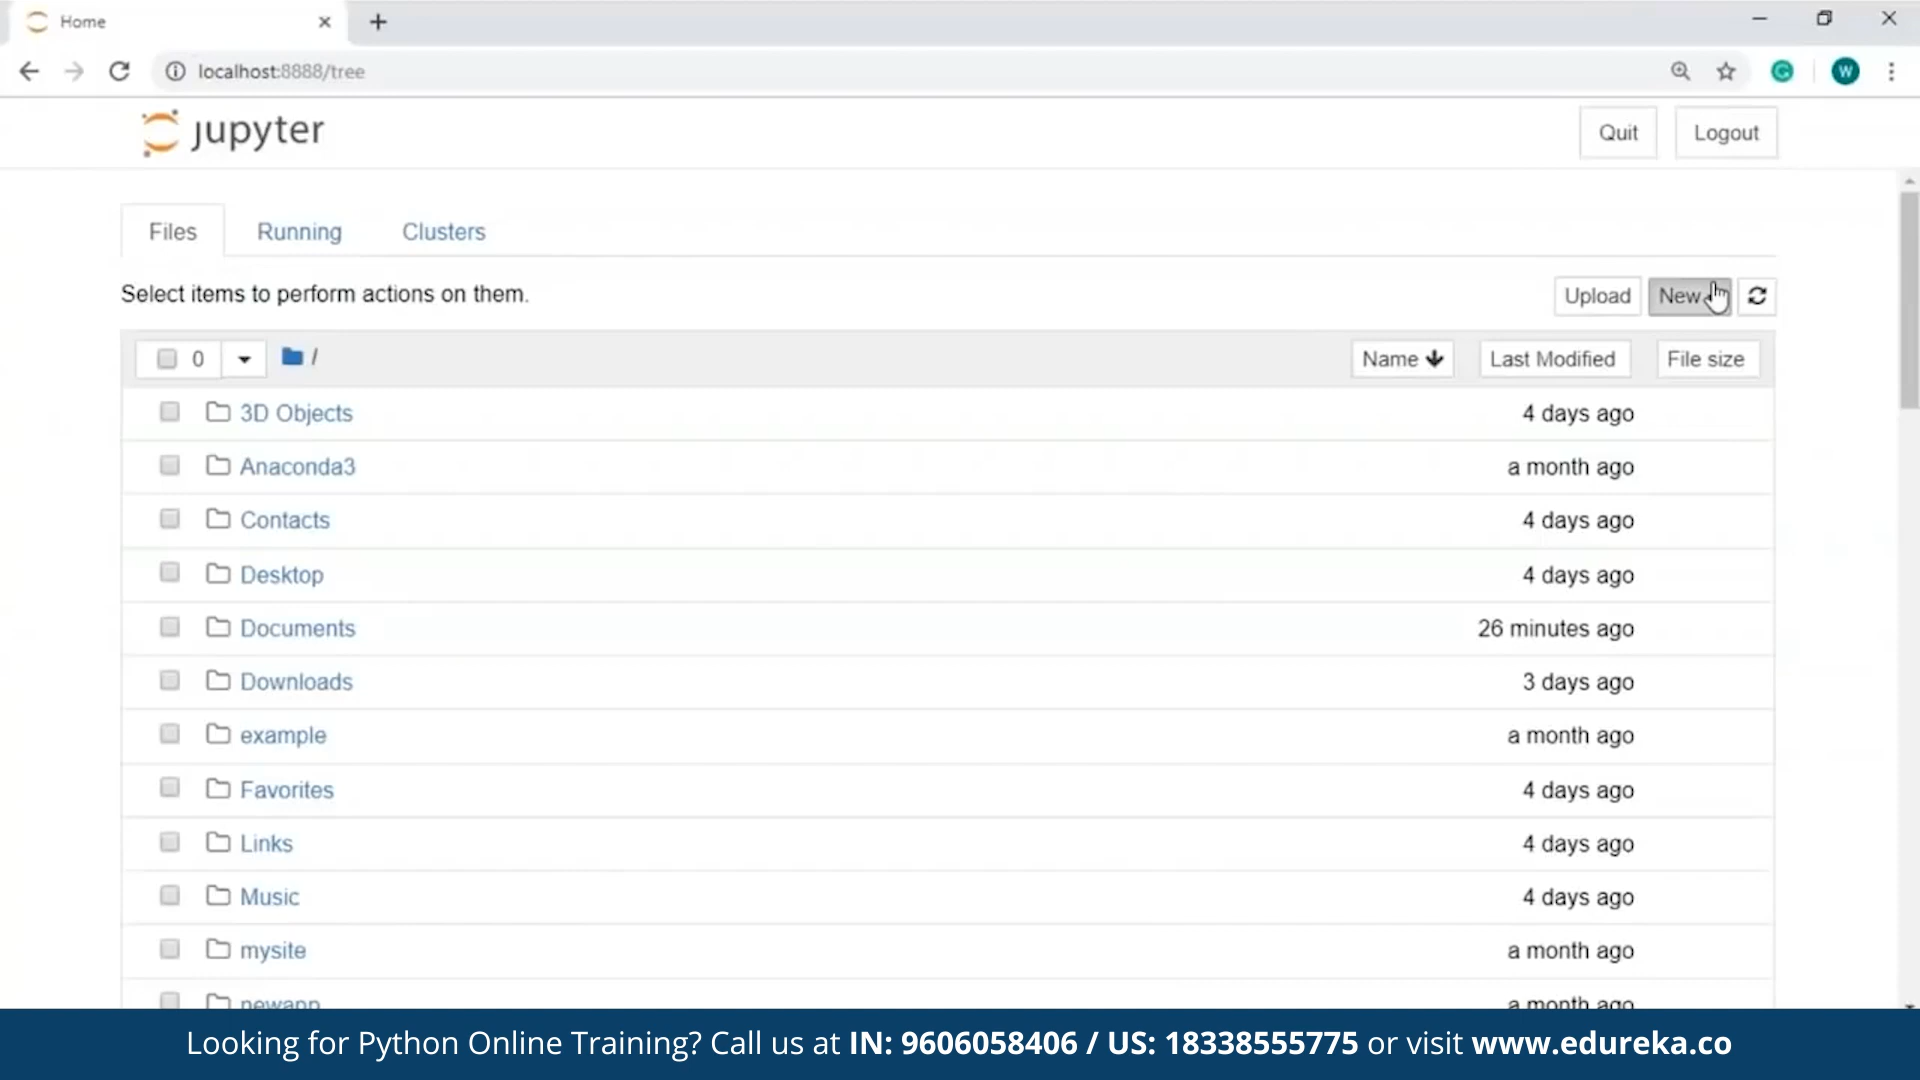 Home
localhost:8888/tree
W
jupyter
Quit
Logout
Files
Running
Clusters
Select items to perform actions on them.
Upload
New
0
/
Name
Last Modified
File size
3D Objects
4 days ago
Anaconda3
a month ago
Contacts
4 days ago
Desktop
4 days ago
Documents
26 minutes ago
Downloads
3 days ago
example
a month ago
Favorites
4 days ago
Links
4 days ago
Music
4 days ago
mysite
a month ago
newapp
a month ago
Looking for Python Online Training? Call us at IN: 9606058406 / US: 18338555775 or visit www.edureka.co